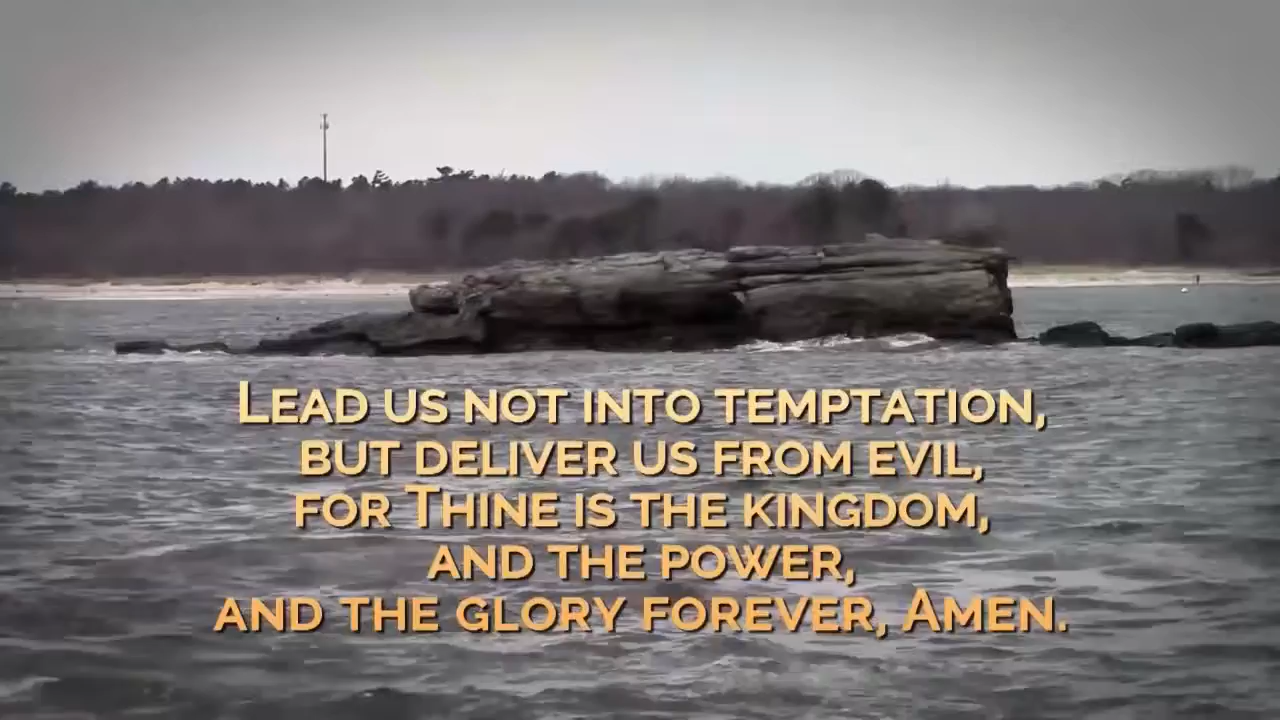 Lead us not into temptation,
but deliver us from evil,
for Thine is the kingdom,
and the power,
and the glory forever, Amen.